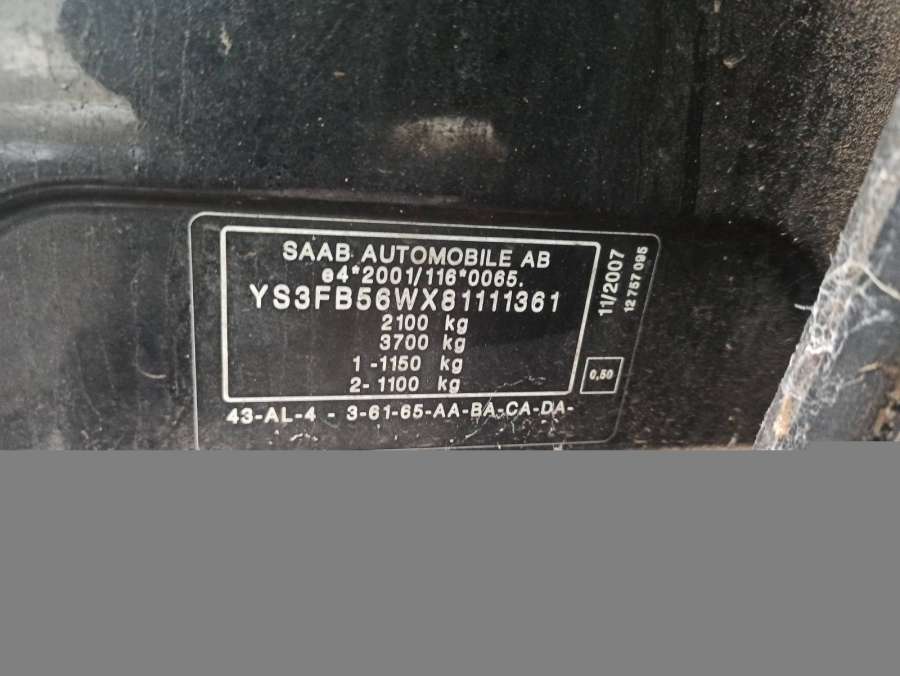 SAAB AUTOMOBILE AB
e4*2001/116*0065.
YS3FB56WX81111361
2100 kg
3700 kg
1 -1150 kg
2- 1100 kg
0,50
11/2007
12 757 095
43-AL-4 - 3-61-65-AA-BA-CA-DA-